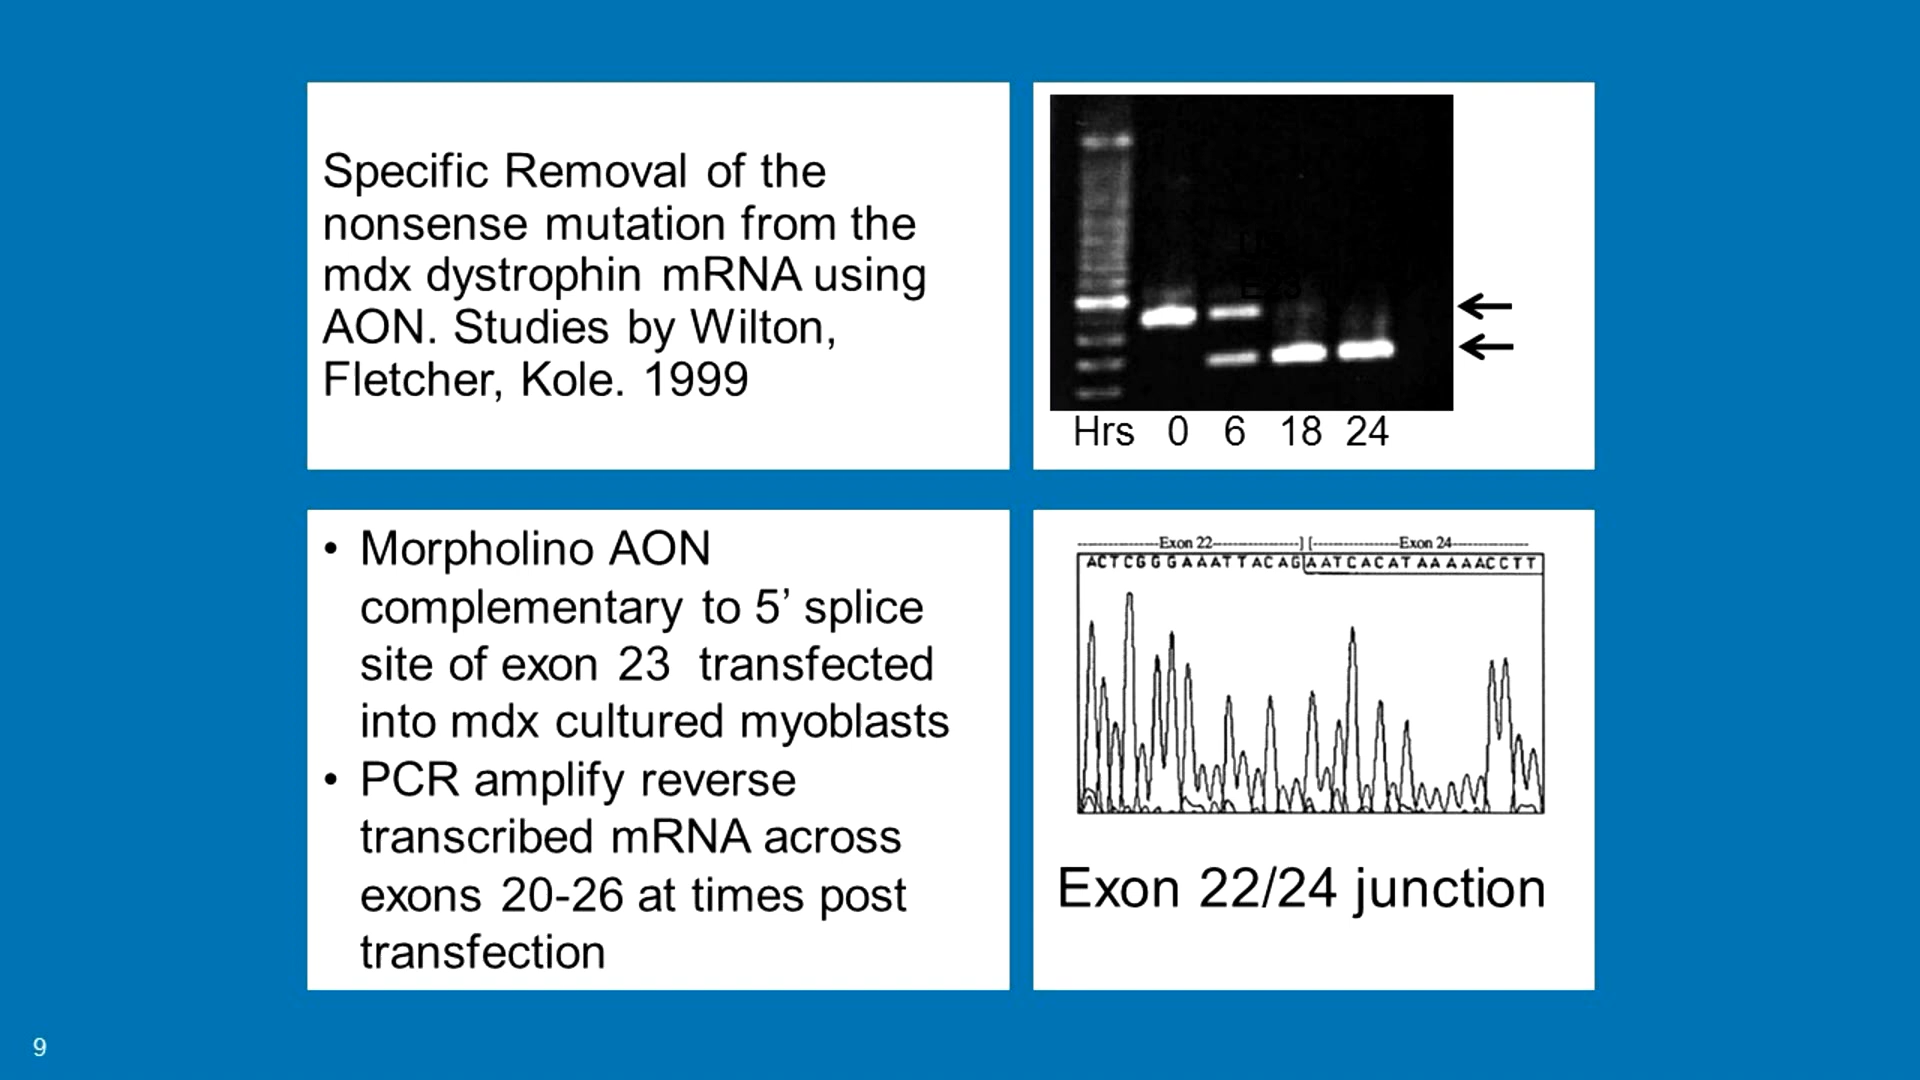 Specific Removal of the
nonsense mutation from the
mdx dystrophin mRNA using
AON. Studies by Wilton,
Fletcher, Kole. 1999
Hrs 0 6 18 24
• Morpholino AON
complementary to 5’ splice
site of exon 23 transfected
into mdx cultured myoblasts
• PCR amplify reverse
transcribed mRNA across
exons 20-26 at times post
transfection
Exon 22 ] [ Exon 24
ACTCGGGAAATTACAGAATCACATAAAAACCTT
Exon 22/24 junction
9